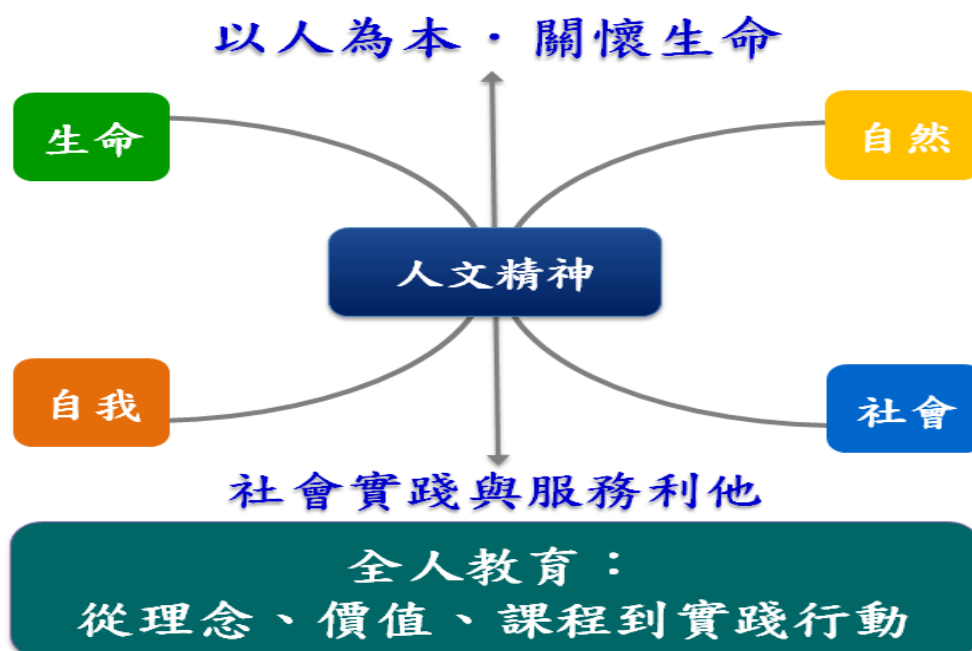 以人為本・關懷生命
生命
自然
人文精神
自我
社會
社會實踐與服務利他
全人教育：
從理念、價值、課程到實踐行動